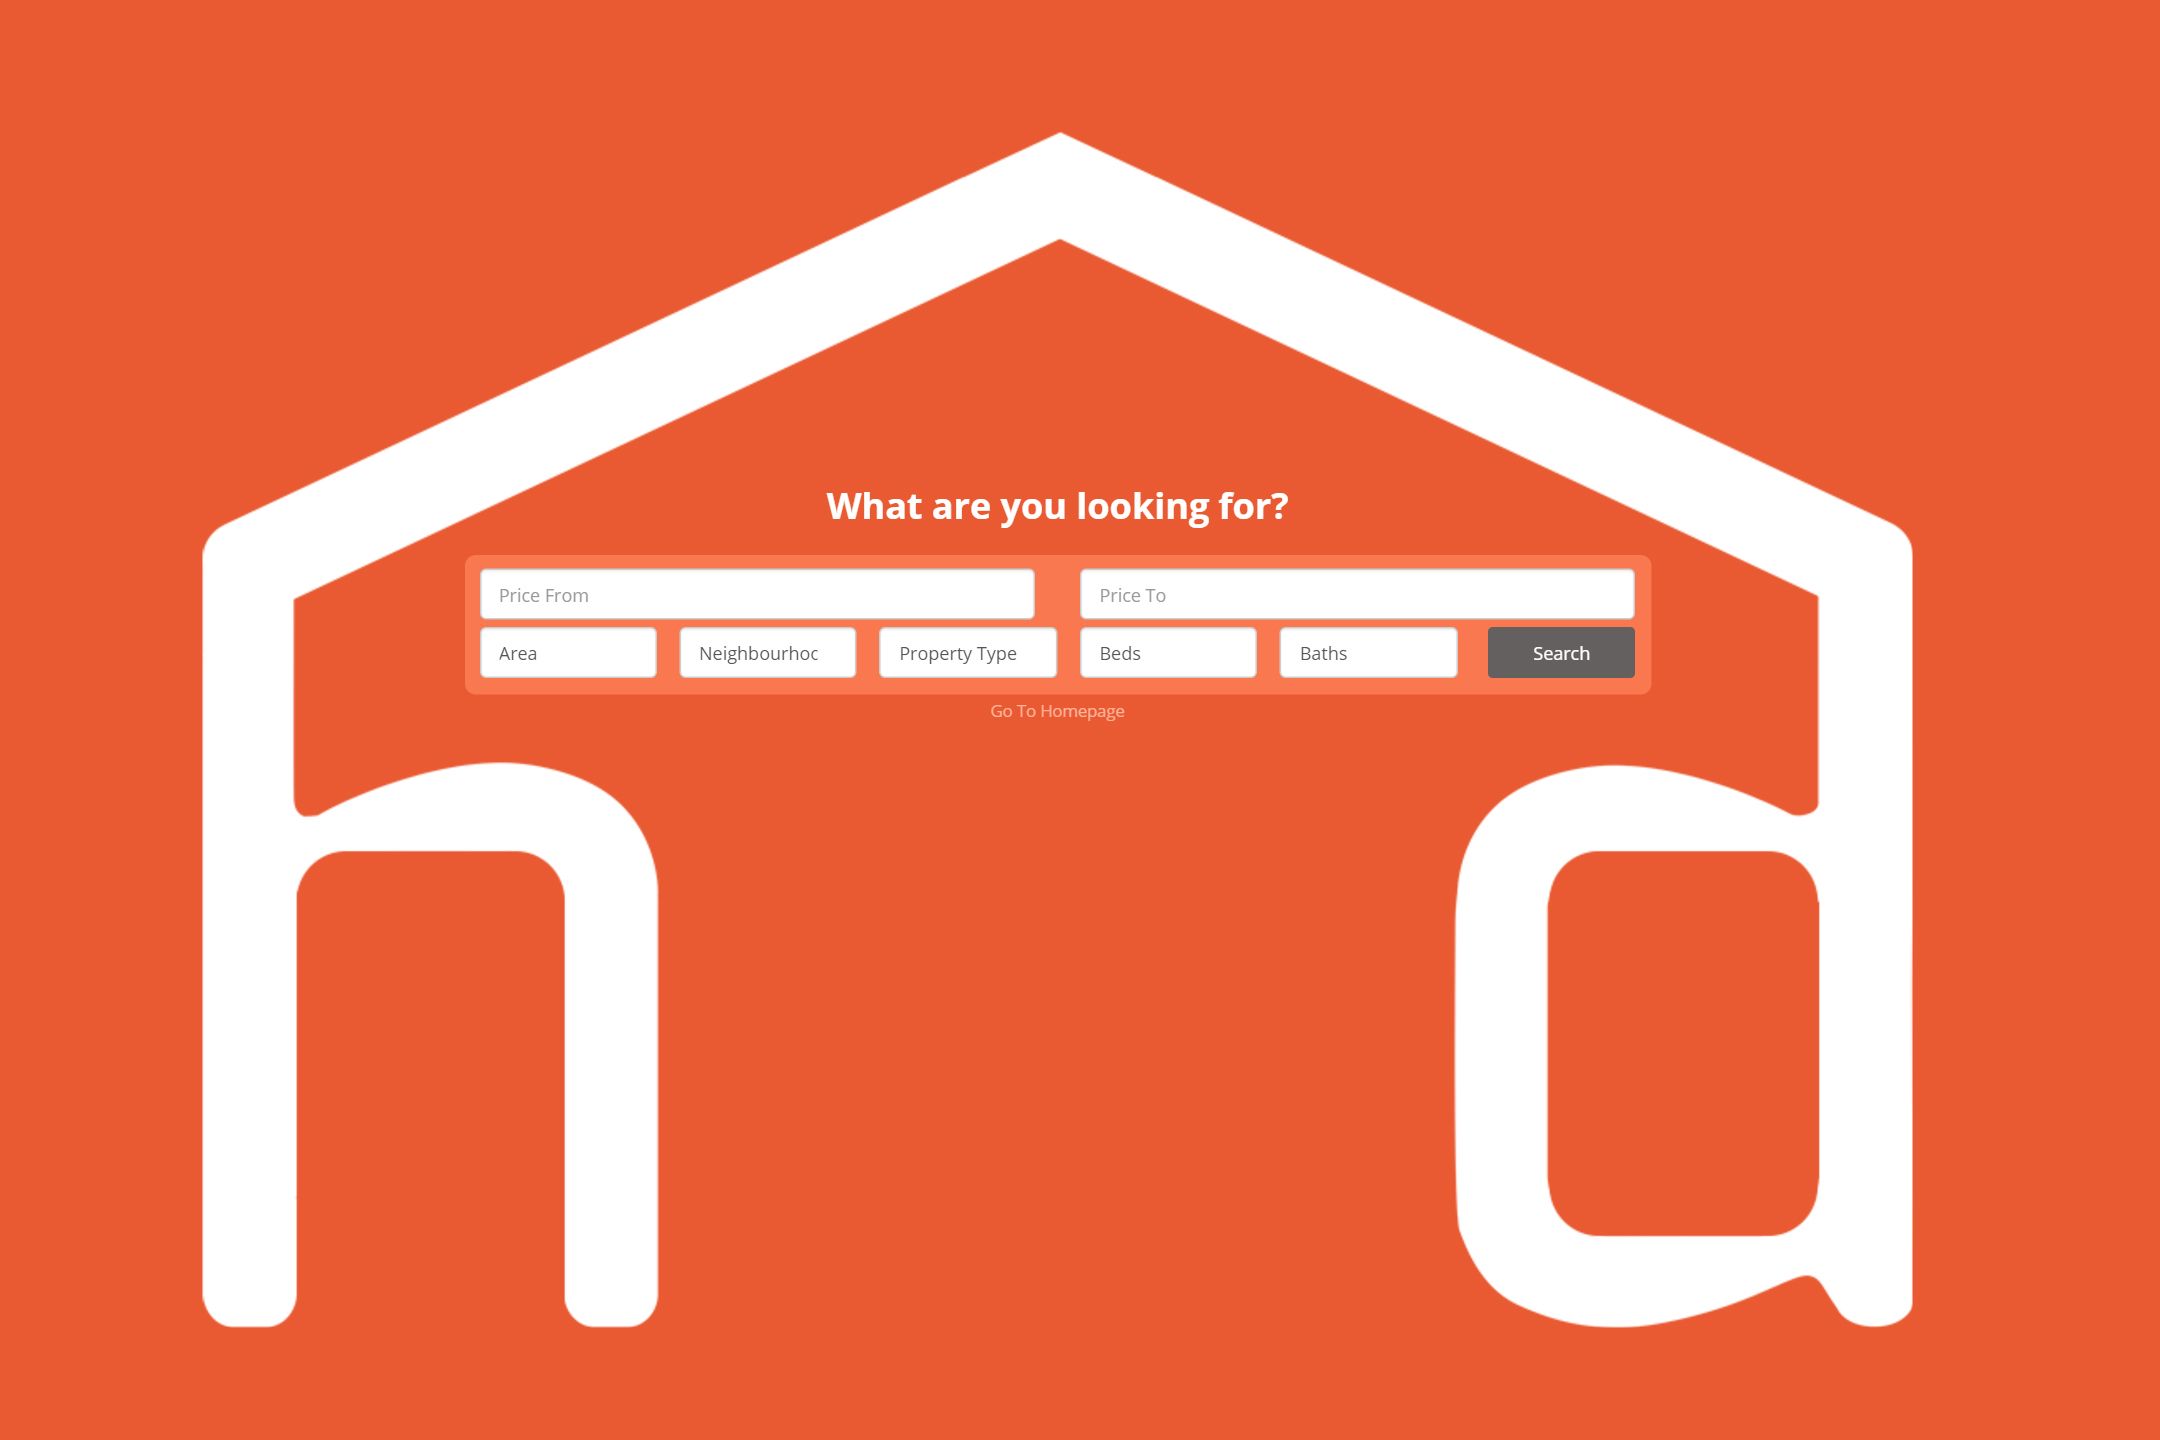 What are you looking for?
Price From Price To
Area Neighbourhoc Property Type Beds Baths Search
Go To Homepage